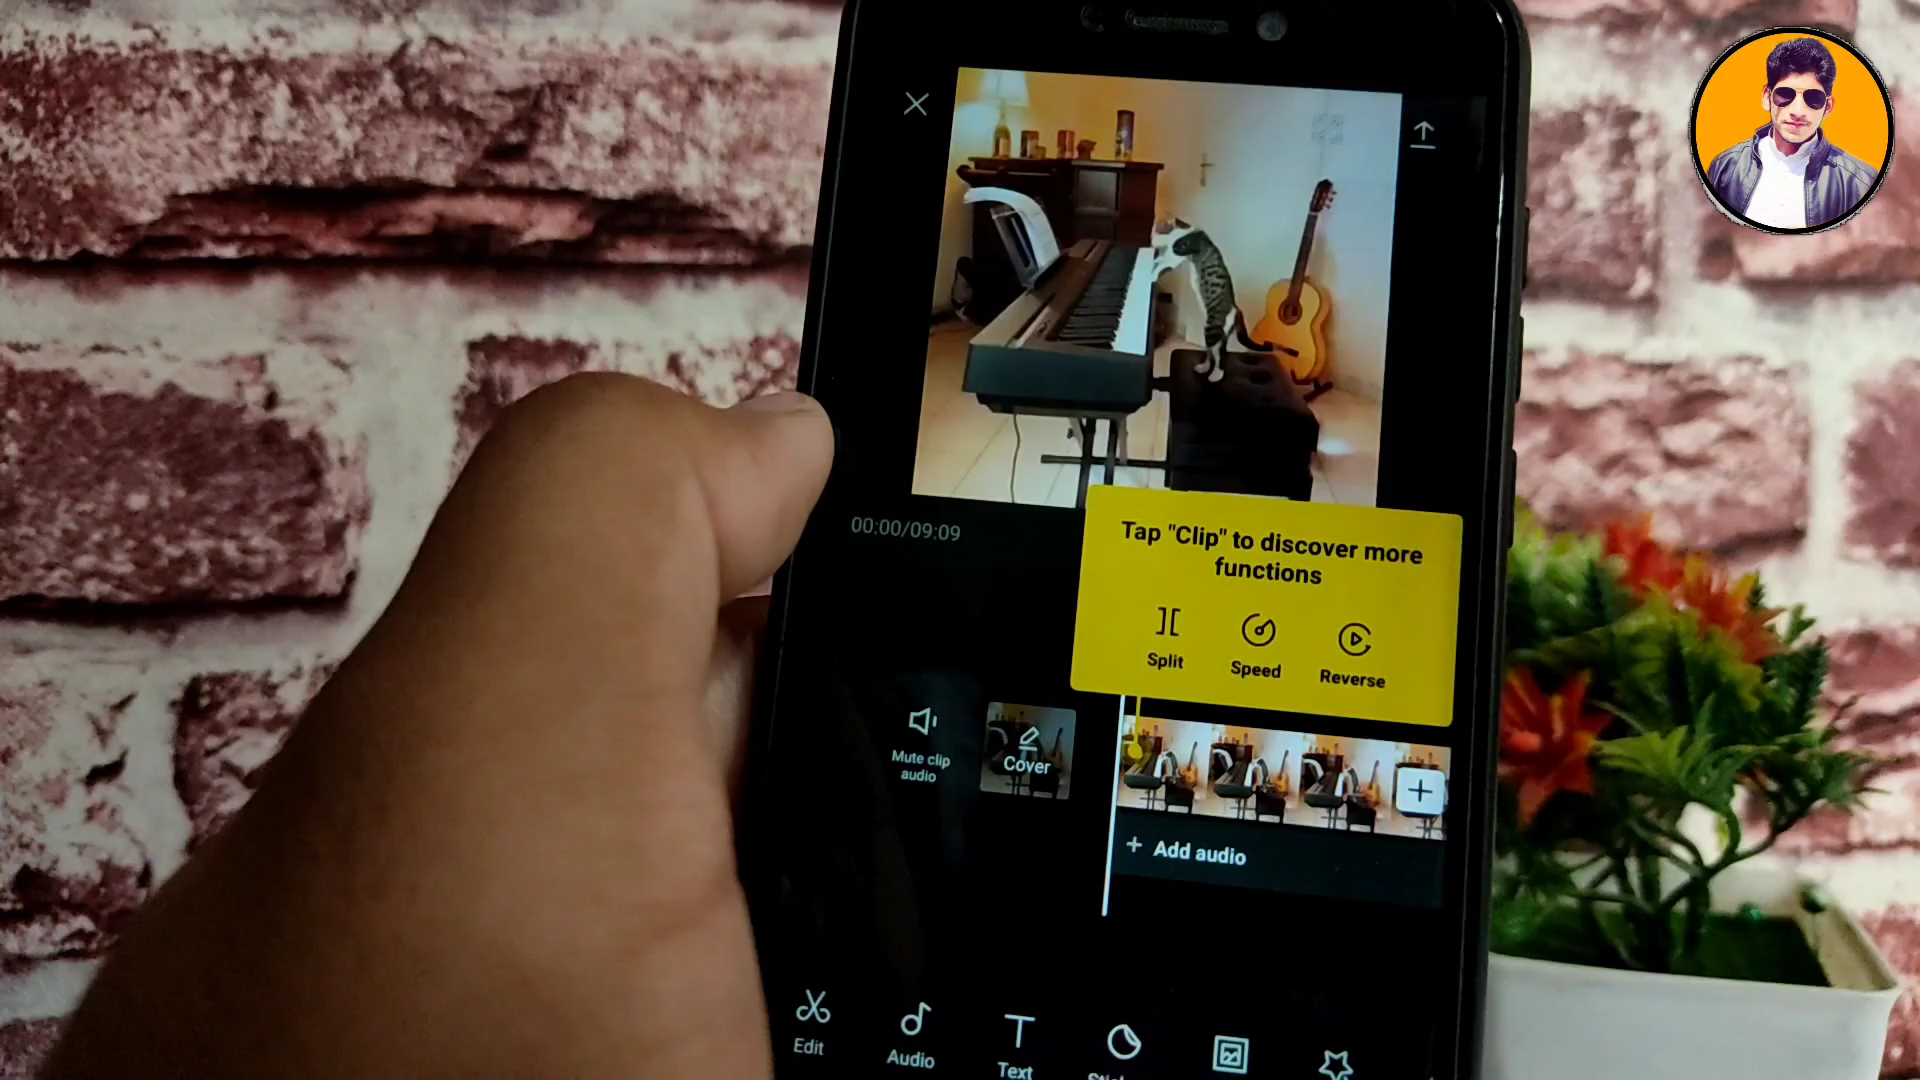 00:00/09:09
Tap "Clip" to discover more
functions
Split
Speed
Reverse
Mute clip
audio
Cover
+ Add audio
Edit
Audio
Text